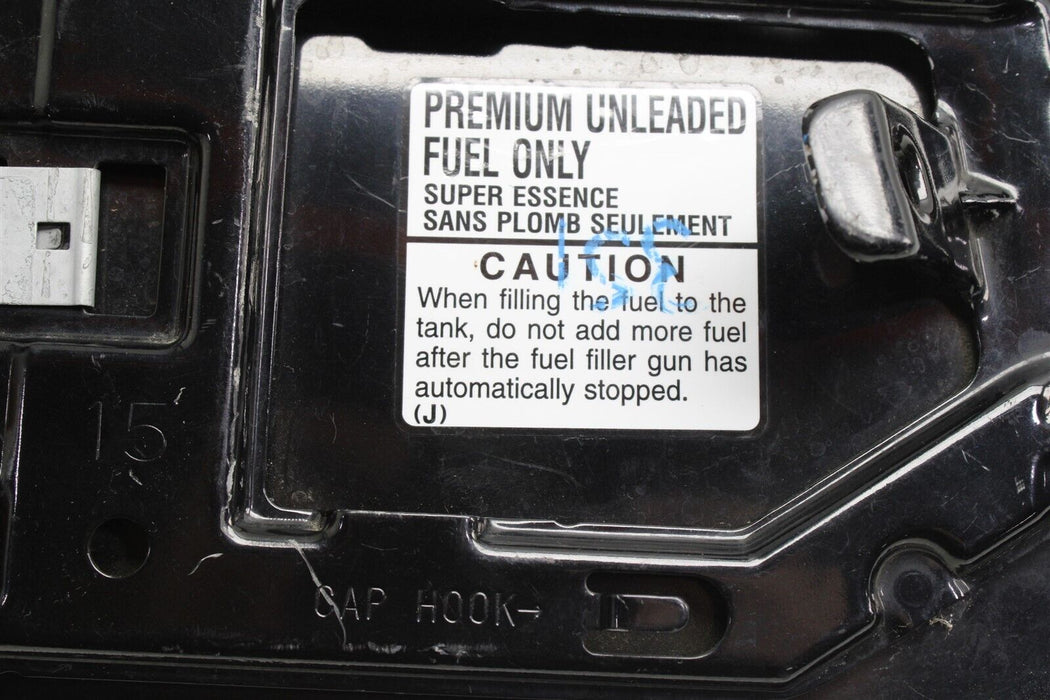 PREMIUM UNLEADED
FUEL ONLY
SUPER ESSENCE
SANS PLOMB SEULEMENT
CAUTION
When filling the fuel to the
tank, do not add more fuel
after the fuel filler gun has
automatically stopped.
(J)
15
CAP HOOK→